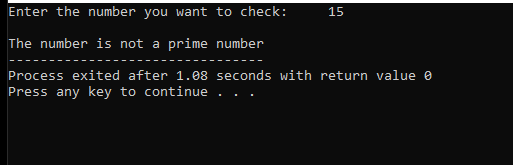 Enter the number you want to check:     15
The number is not a prime number
--------------------------------
Process exited after 1.08 seconds with return value 0
Press any key to continue . . .